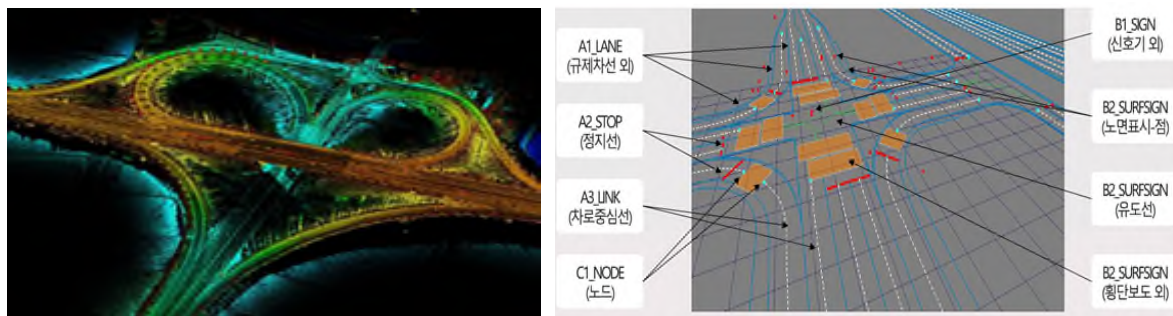 A1_LANE
(규제차선 외)
A2_STOP
(정지선)
A3_LINK
(차로중심선)
C1_NODE
(노드)
B1_SIGN
(신호기 외)
B2_SURFSIGN
(노면표시-점)
B2_SURFSIGN
(유도선)
B2_SURFSIGN
(횡단보도 외)